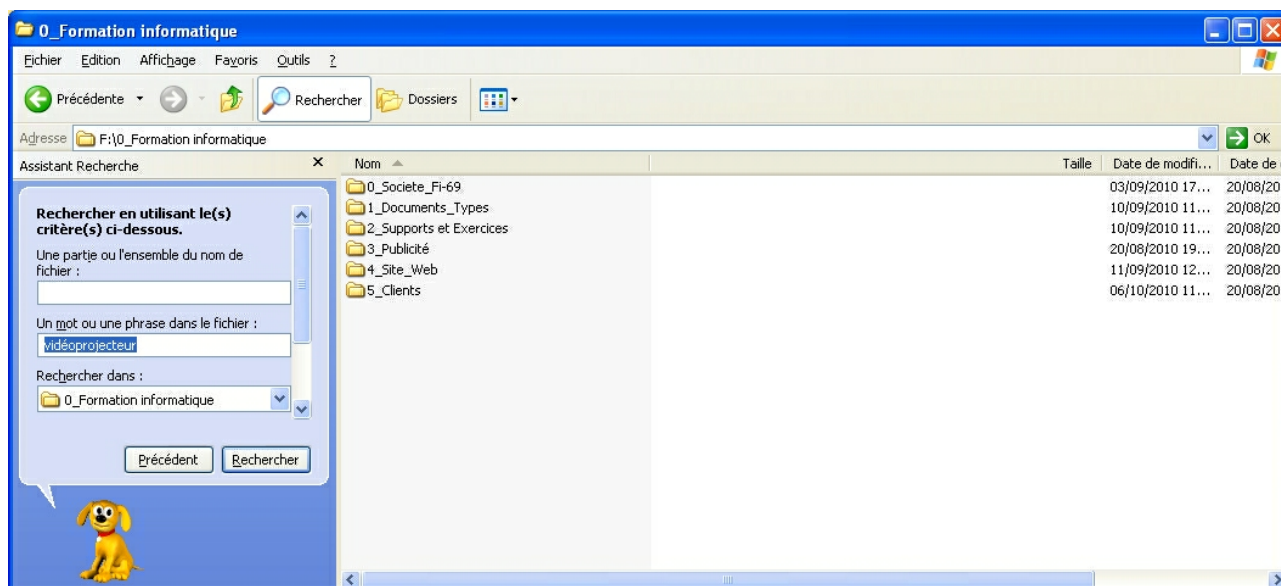 0_Formation informatique
Fichier Edition Affichage Favoris Outils ?
Précédente Rechercher Dossiers
Adresse F:\0_Formation informatique OK
Assistant Recherche
Rechercher en utilisant le(s)
critère(s) ci-dessous.
Une partie ou l'ensemble du nom de
fichier :
Un mot ou une phrase dans le fichier :
vidéoprojecteur
Rechercher dans :
0_Formation informatique
Précédent Rechercher
Nom Taille Date de modifi... Date de
0_Societe_Fi-69 03/09/2010 17... 20/08/20
1_Documents_Types 10/09/2010 11... 20/08/20
2_Supports et Exercices 10/09/2010 11... 20/08/20
3_Publicité 20/08/2010 19... 20/08/20
4_Site_Web 11/09/2010 12... 20/08/20
5_Clients 06/10/2010 11... 20/08/20